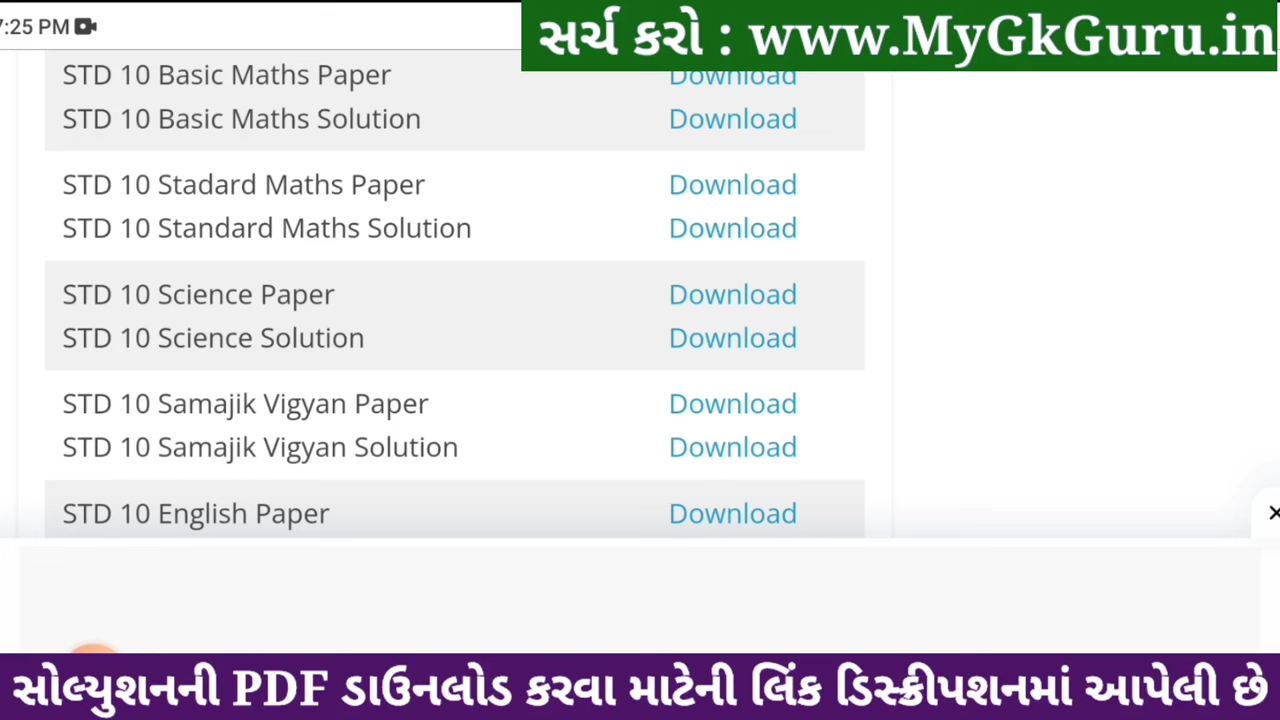 7:25 PM
સર્ચ કરો : www.MyGkGuru.in
STD 10 Basic Maths Paper Download
STD 10 Basic Maths Solution Download
STD 10 Stadard Maths Paper Download
STD 10 Standard Maths Solution Download
STD 10 Science Paper Download
STD 10 Science Solution Download
STD 10 Samajik Vigyan Paper Download
STD 10 Samajik Vigyan Solution Download
STD 10 English Paper Download
સોલ્યુશનની PDF ડાઉનલોડ કરવા માટેની લિંક ડિસ્ક્રીપશનમાં આપેલી છે